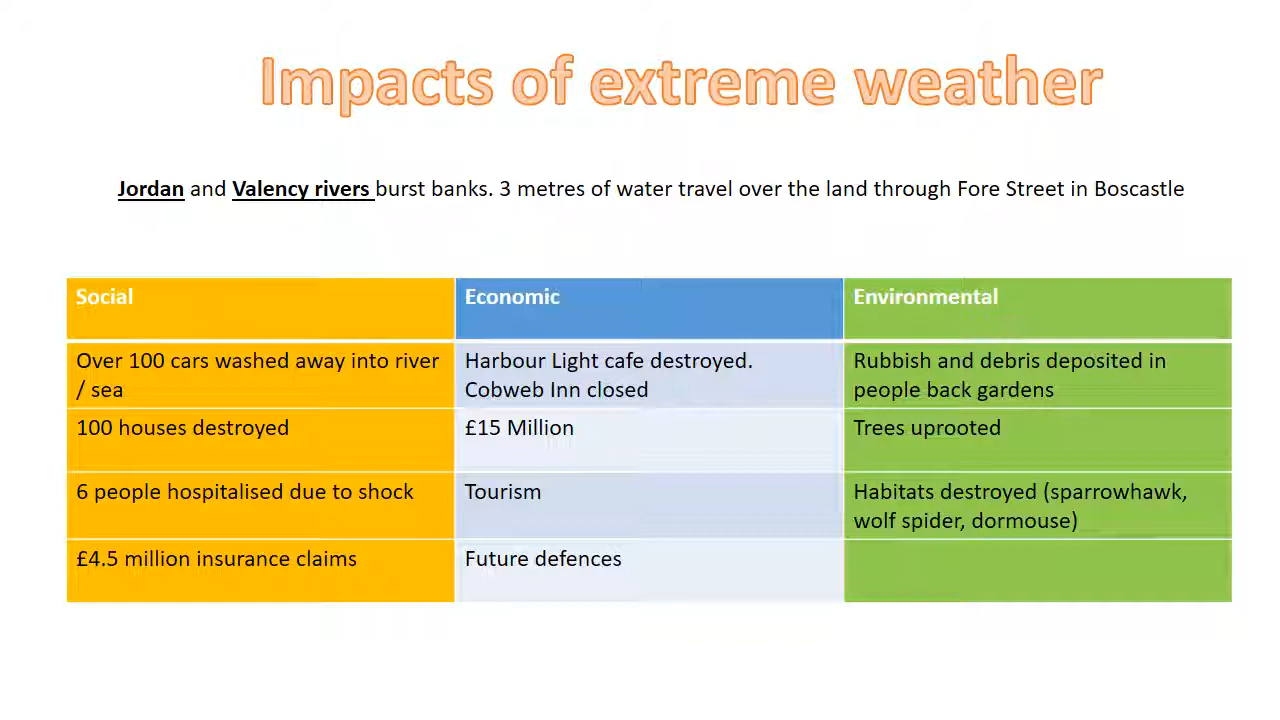 Impacts of extreme weather
Jordan and Valency rivers burst banks. 3 metres of water travel over the land through Fore Street in Boscastle
Social
Economic
Environmental
Over 100 cars washed away into river
/ sea
Harbour Light cafe destroyed.
Cobweb Inn closed
Rubbish and debris deposited in
people back gardens
100 houses destroyed
£15 Million
Trees uprooted
6 people hospitalised due to shock
Tourism
Habitats destroyed (sparrowhawk,
wolf spider, dormouse)
£4.5 million insurance claims
Future defences